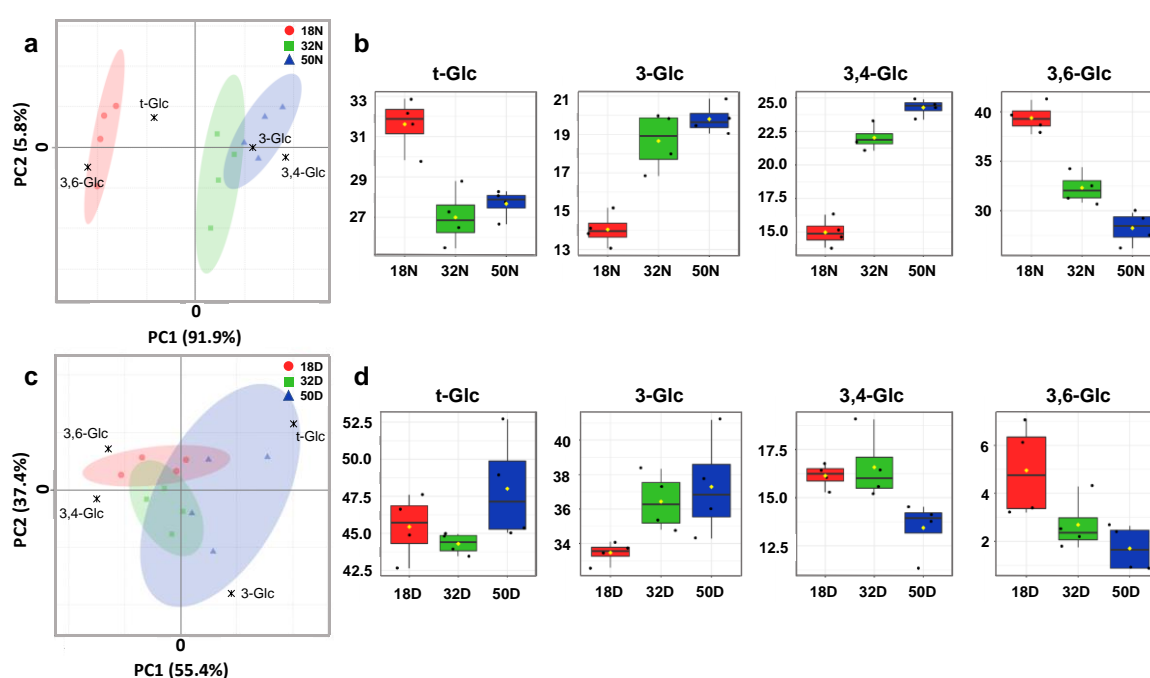 a
18N
32N
50N
t-Glc
3-Glc
3,4-Glc
3,6-Glc
0
0
PC2 (5.8%)
PC1 (91.9%)
b
t-Glc
33
31
29
27
18N 32N 50N
3-Glc
21
19
17
15
14
13
18N 32N 50N
3,4-Glc
25.0
22.5
20.0
17.5
15.0
18N 32N 50N
3,6-Glc
40
35
30
18N 32N 50N
c
18D
32D
50D
t-Glc
3,6-Glc
3,4-Glc
3-Glc
0
0
PC2 (37.4%)
PC1 (55.4%)
d
t-Glc
52.5
50.0
47.5
45.0
42.5
18D 32D 50D
3-Glc
40
38
36
34
18D 32D 50D
3,4-Glc
17.5
15.0
12.5
18D 32D 50D
3,6-Glc
6
4
2
18D 32D 50D